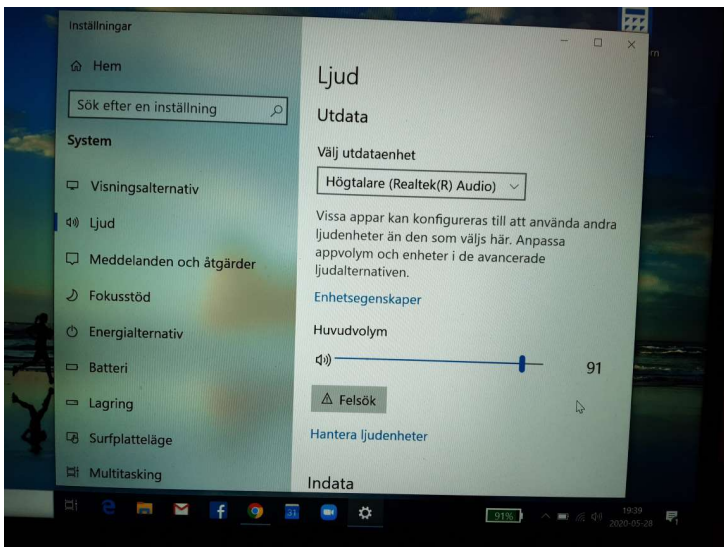 Inställningar
Hem
Sök efter en inställning
System
Visningsalternativ
Ljud
Meddelanden och åtgärder
Fokusstöd
Energialternativ
Batteri
Lagring
Surfplatteläge
Multitasking
Ljud
Utdata
Välj utdataenhet
Högtalare (Realtek(R) Audio)
Vissa appar kan konfigureras till att använda andra
ljudenheter än den som väljs här. Anpassa
appvolym och enheter i de avancerade
ljudalternativen.
Enhetsegenskaper
Huvudvolym
91
Felsök
Hantera ljudenheter
Indata
31
91%
19:39
2020-05-28
1